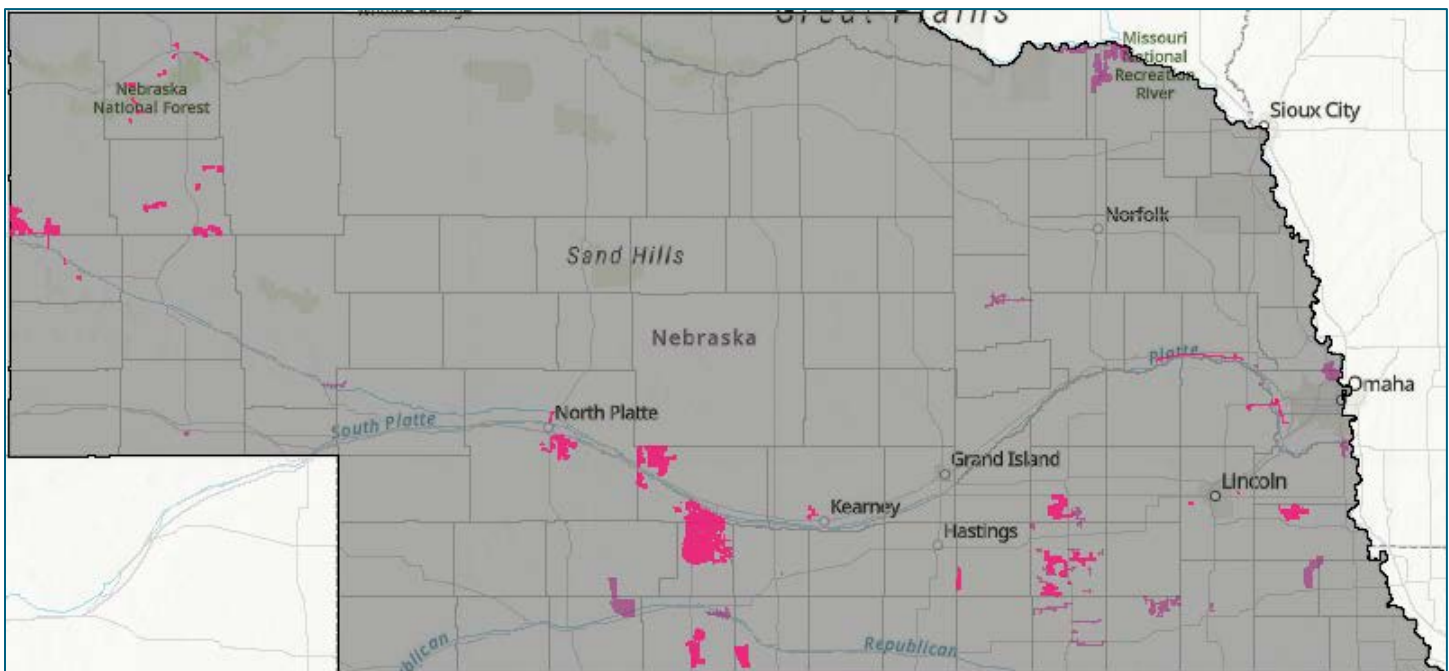 Great Plains
Missouri
National
Recreation
River
Nebraska
National Forest
Sioux City
Norfolk
Sand Hills
Nebraska
Platte
Omaha
North Platte
South Platte
Grand Island
Lincoln
Kearney
Hastings
Republican